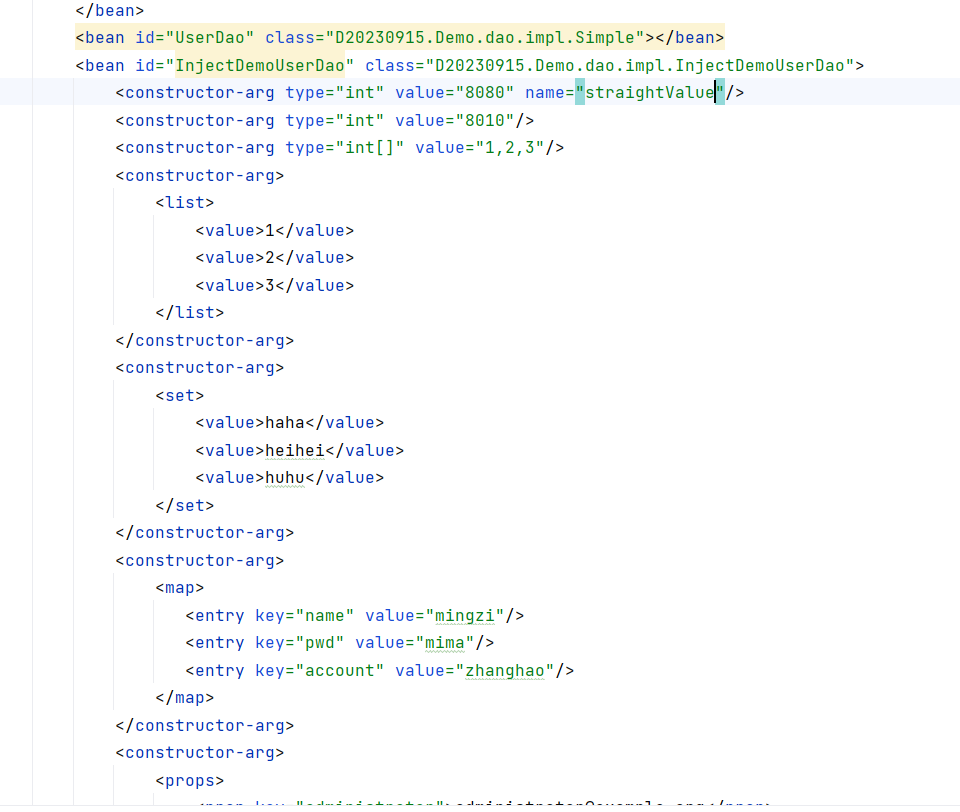 </bean>
<bean id="UserDao" class="D20230915.Demo.dao.impl.Simple"></bean>
<bean id="InjectDemoUserDao" class="D20230915.Demo.dao.impl.InjectDemoUserDao">
<constructor-arg type="int" value="8080" name="straightValue"/>
<constructor-arg type="int" value="8010"/>
<constructor-arg type="int[]" value="1,2,3"/>
<constructor-arg>
<list>
<value>1</value>
<value>2</value>
<value>3</value>
</list>
</constructor-arg>
<constructor-arg>
<set>
<value>haha</value>
<value>heihei</value>
<value>huhu</value>
</set>
</constructor-arg>
<constructor-arg>
<map>
<entry key="name" value="mingzi"/>
<entry key="pwd" value="mima"/>
<entry key="account" value="zhanghao"/>
</map>
</constructor-arg>
<constructor-arg>
<props>